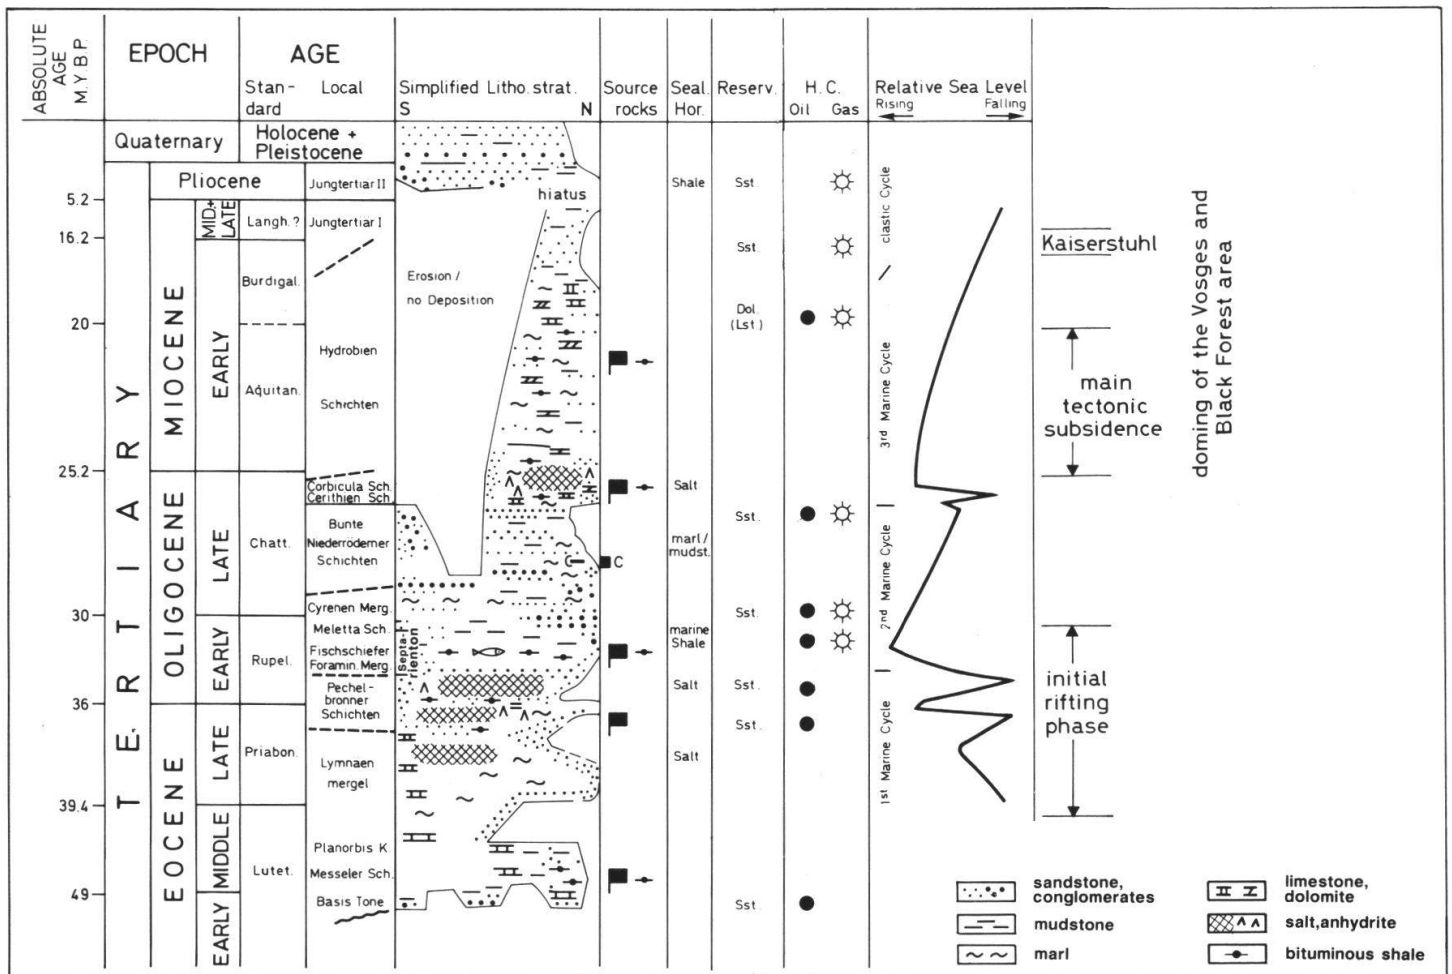 ABSOLUTE
AGE
M.Y.B.P.
EPOCH
AGE
Stan-
dard
Local
Simplified Litho. strat.
S
N
Source
rocks
Seal.
Hor.
Reserv.
H.C.
Oil Gas
Relative Sea Level
Rising Falling
Quaternary
Holocene +
Pleistocene
TERTIARY
Pliocene
Jungtertiar II
hiatus
Shale
Sst
5.2
MIOCENE
MID.+
LATE
Langh.?
Jungtertiar I
clastic Cycle
16.2
Sst.
Kaiserstuhl
EARLY
Burdigal.
Erosion /
no Deposition
Dol.
(Lst)
20
Aquitan.
Hydrobien
Schichten
3rd Marine Cycle
main
tectonic
subsidence
doming of the Vosges and
Black Forest area
25.2
OLIGOCENE
LATE
Chatt.
Corbicula Sch.
Cerithien Sch.
Salt
Sst.
Bunte
Niederröderner
Schichten
C
C
marl /
mudst.
2nd Marine Cycle
Cyrenen Merg.
Sst.
30
EARLY
Rupel.
Meletta Sch.
Fischschiefer
Foramin. Merg.
Septa-
rienton
marine
Shale
Pechel-
bronner
Schichten
Salt
Sst.
initial
rifting
phase
36
EOCENE
LATE
Priabon.
Sst.
Lymnaen
mergel
Salt
1st Marine Cycle
39.4
MIDDLE
Lutet.
Planorbis K.
Messeler Sch.
49
EARLY
Basis Tone
Sst.
sandstone,
conglomerates
mudstone
marl
limestone,
dolomite
salt,anhydrite
bituminous shale